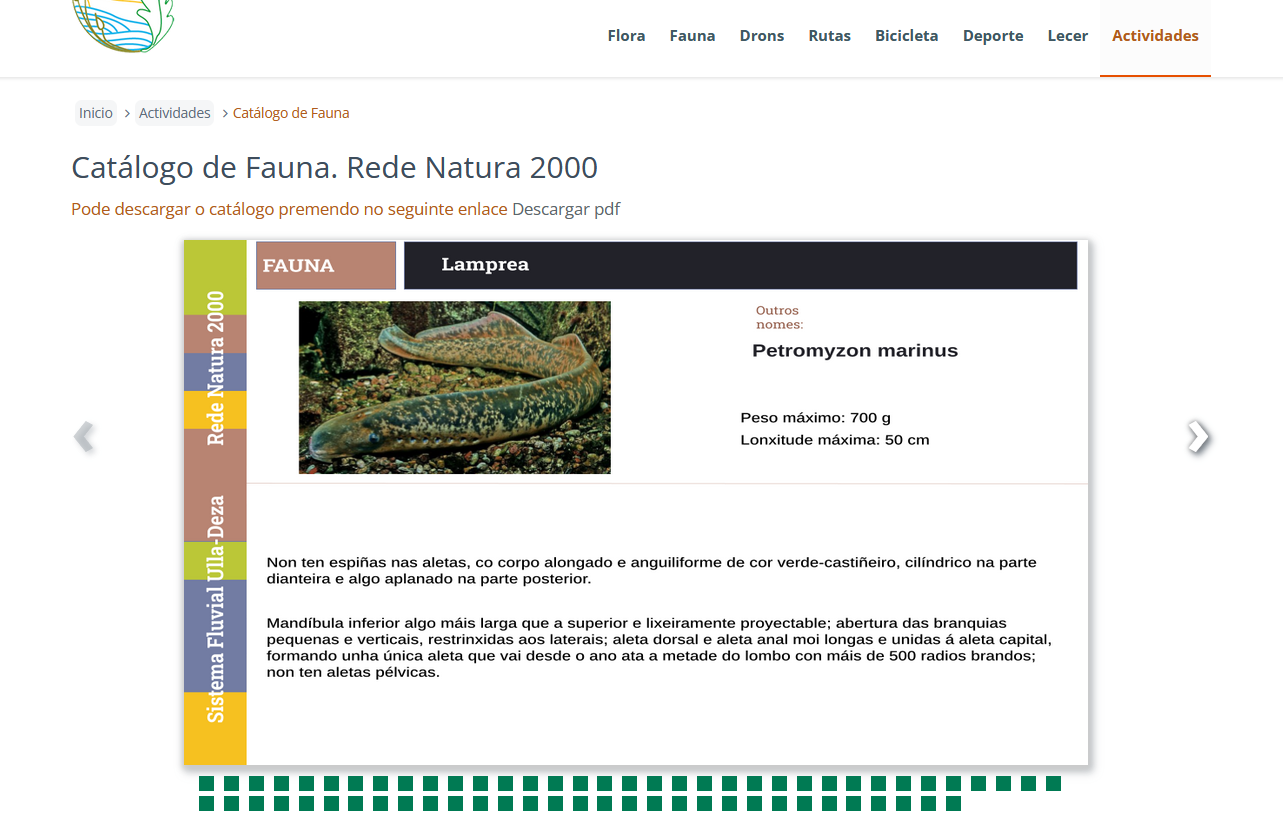 Flora Fauna Drons Rutas Bicicleta Deporte Lecer Actividades
Inicio › Actividades › Catálogo de Fauna
Catálogo de Fauna. Rede Natura 2000
Pode descargar o catálogo premendo no seguinte enlace Descargar pdf
FAUNA
Lamprea
Rede Natura 2000
Sistema Fluvial Ulla-Deza
Outros
nomes:
Petromyzon marinus
Peso máximo: 700 g
Lonxitude máxima: 50 cm
Non ten espiñas nas aletas, co corpo alongado e anguiliforme de cor verde-castiñeiro, cilíndrico na parte
dianteira e algo aplanado na parte posterior.
Mandíbula inferior algo máis larga que a superior e lixeiramente proyectable; abertura das branquias
pequenas e verticais, restrinxidas aos laterais; aleta dorsal e aleta anal moi longas e unidas á aleta capital,
formando unha única aleta que vai desde o ano ata a metade do lombo con máis de 500 radios brandos;
non ten aletas pélvicas.